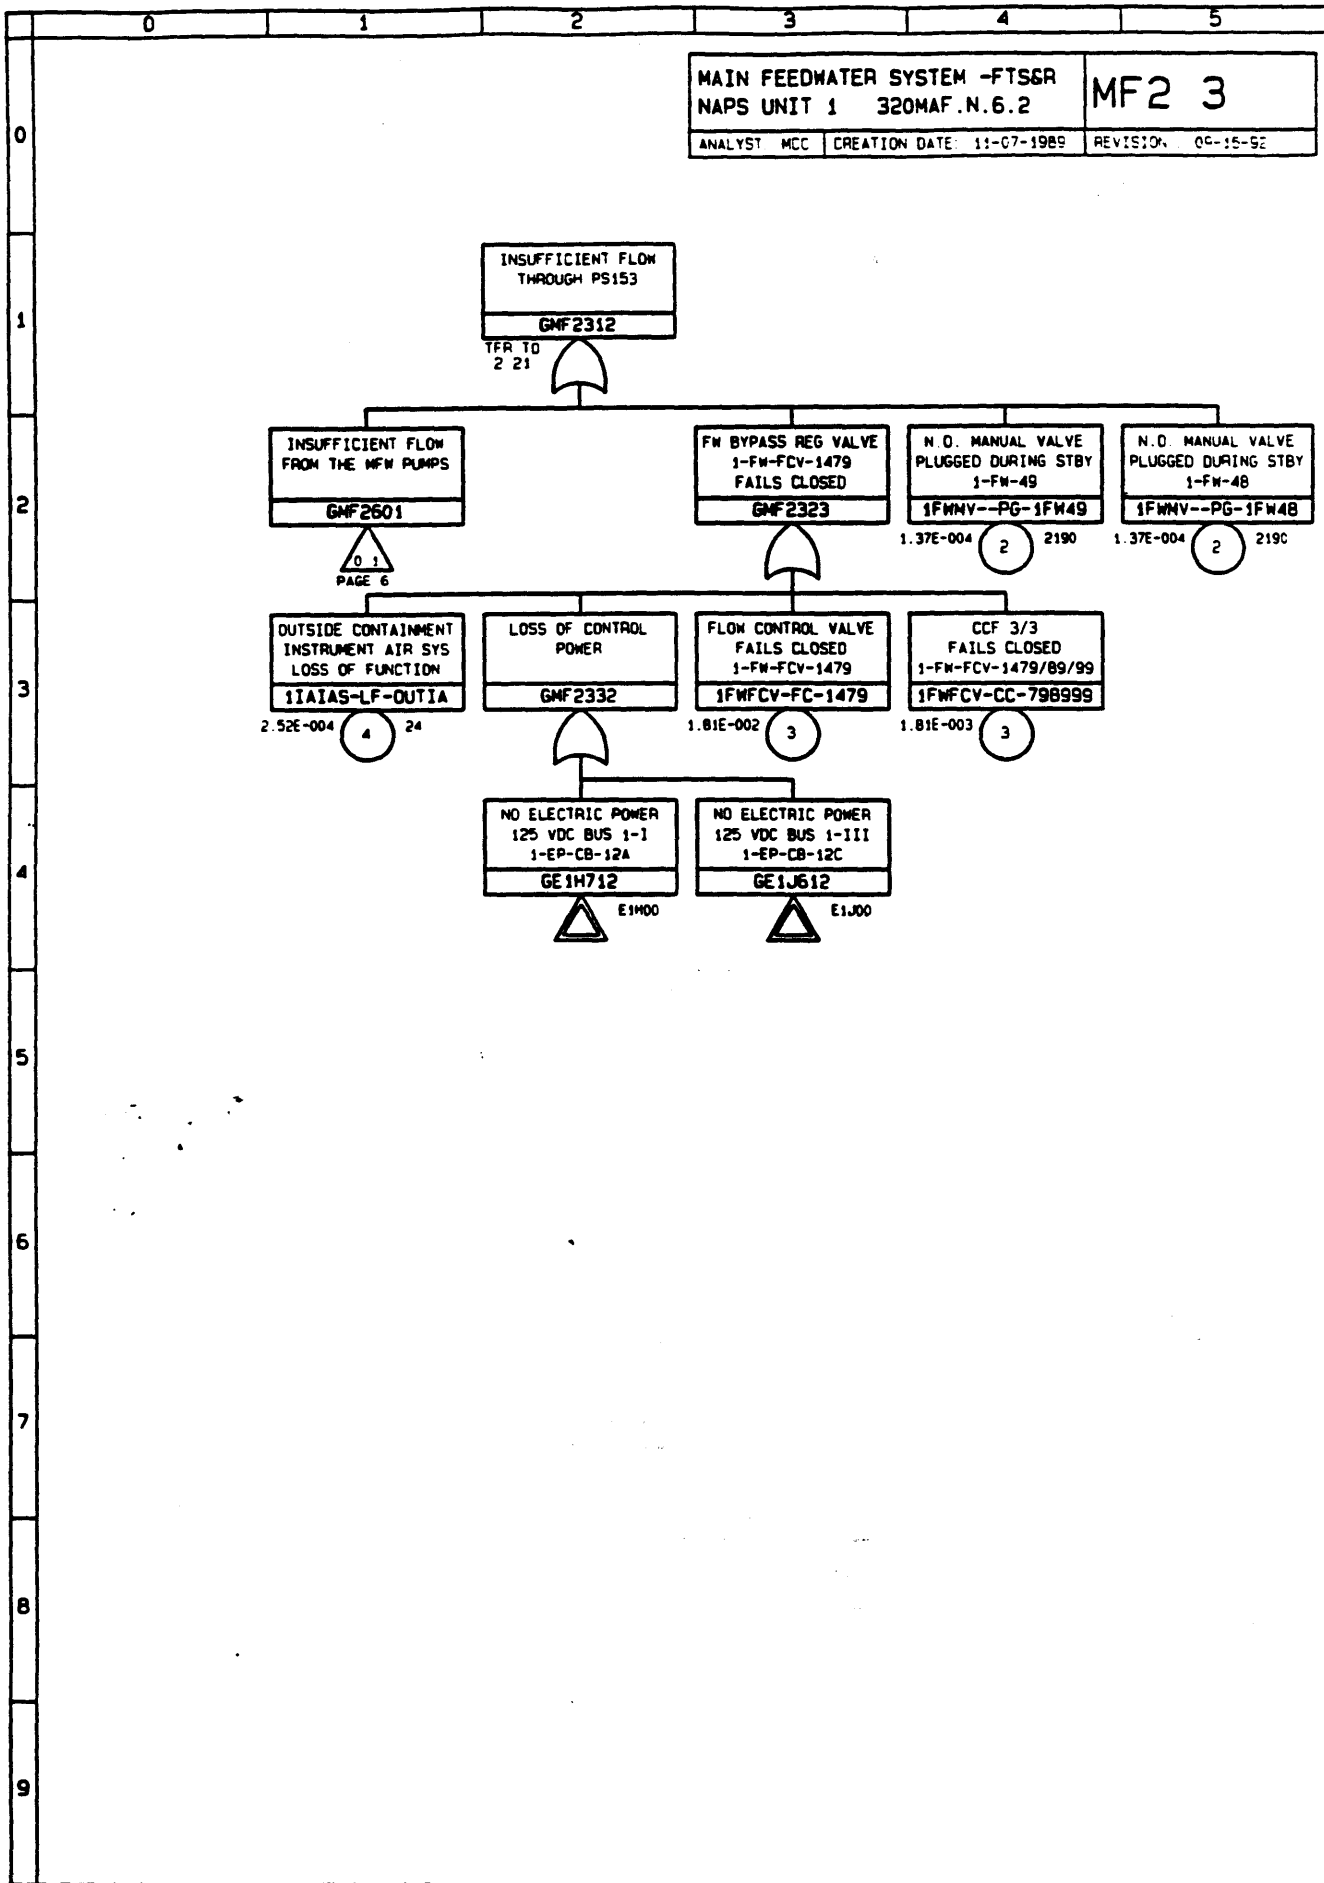 0 1 2 3 4 5
MAIN FEEDWATER SYSTEM -FTS&R
NAPS UNIT 1 320MAF.N.6.2
MF2 3
ANALYST MCC CREATION DATE: 11-07-1989 REVISION
0
INSUFFICIENT FLOW
THROUGH PS153
GMF2312
TFR TO
2 21
1
INSUFFICIENT FLOW
FROM THE MFW PUMPS
GMF2601
0 1
PAGE 6
FW BYPASS REG VALVE
1-FW-FCV-1479
FAILS CLOSED
GMF2323
N.O. MANUAL VALVE
PLUGGED DURING STBY
1-FW-49
1FWMV--PG-1FW49
1.37E-004 2 2190
N.O. MANUAL VALVE
PLUGGED DURING STBY
1-FW-48
1FWMV--PG-1FW48
1.37E-004 2 2190
2
OUTSIDE CONTAINMENT
INSTRUMENT AIR SYS
LOSS OF FUNCTION
1IAIAS-LF-OUTIA
2.52E-004 4 24
LOSS OF CONTROL
POWER
GMF2332
FLOW CONTROL VALVE
FAILS CLOSED
1-FW-FCV-1479
1FWFCV-FC-1479
1.81E-002 3
CCF 3/3
FAILS CLOSED
1-FW-FCV-1479/89/99
1FWFCV-CC-798999
1.81E-003 3
3
NO ELECTRIC POWER
125 VDC BUS 1-I
1-EP-CB-12A
GE1H712
E1H00
NO ELECTRIC POWER
125 VDC BUS 1-III
1-EP-CB-12C
GE1J612
E1J00
4
5
6
7
8
9